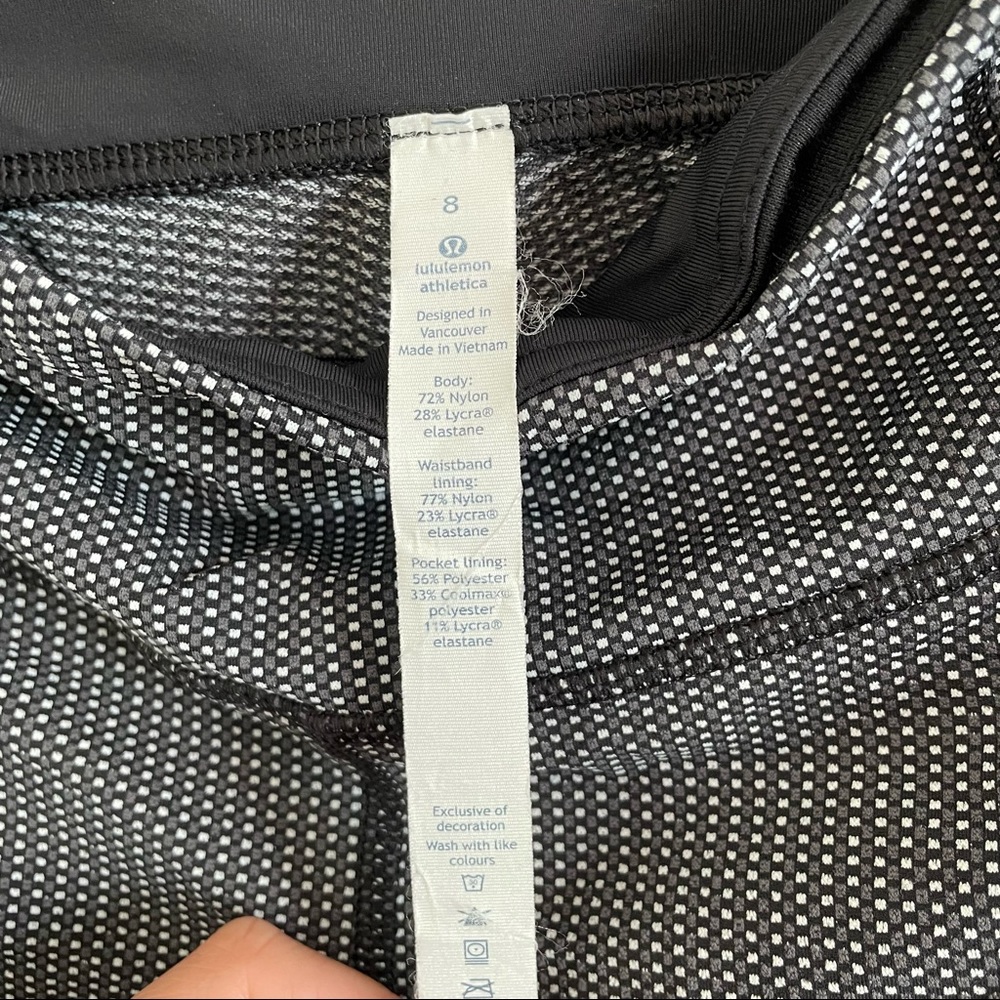 8
lululemon
athletica
Designed in
Vancouver
Made in Vietnam
Body:
72% Nylon
28% Lycra®
elastane
Waistband
lining:
77% Nylon
23% Lycra®
elastane
Pocket lining:
56% Polyester
33% Coolmax®
polyester
11% Lycra®
elastane
Exclusive of
decoration
Wash with like
colours